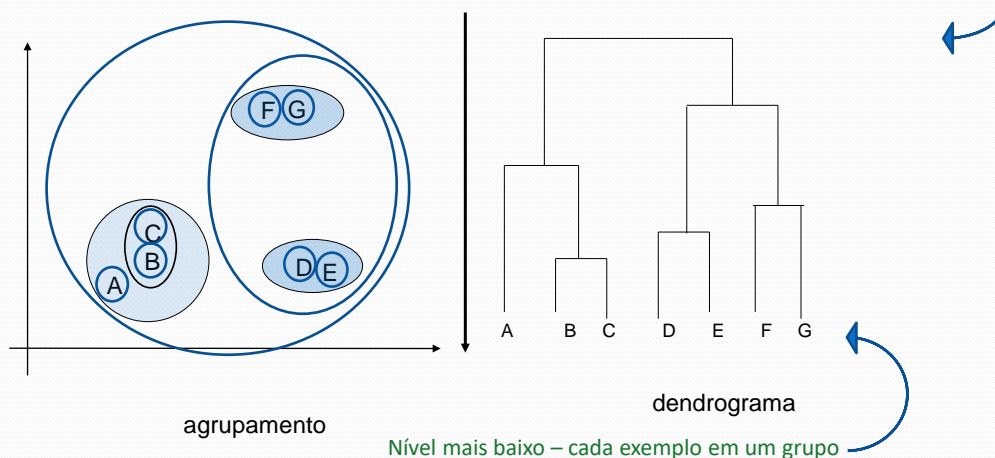 F G
C
B
A
D E
A B C D E F G
agrupamento
dendrograma
Nível mais baixo – cada exemplo em um grupo